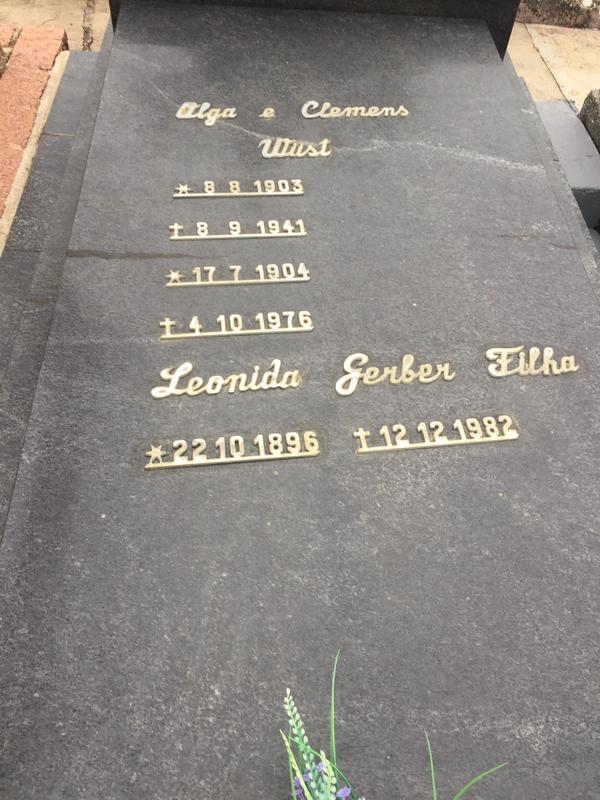 Alga e Clemens
Wüst
* 8 8 1903
✝ 8 9 1941
* 17 7 1904
✝ 4 10 1976
Leonida Gerber Filha
* 22 10 1896 ✝ 12 12 1982